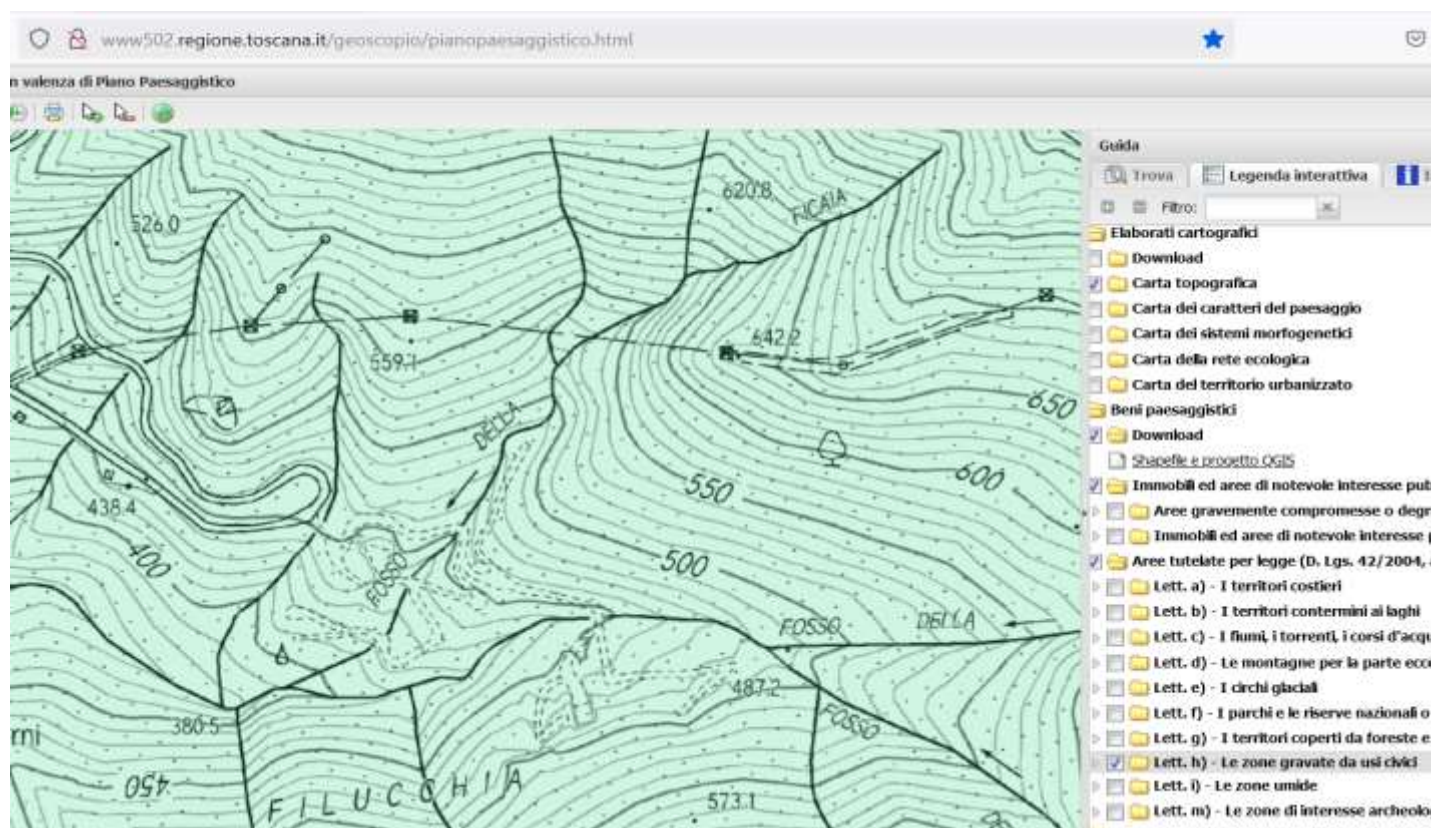 www502.regione.toscana.it/geoscopio/pianopaesaggistico.html
n valenza di Piano Paesaggistico
Guida
Trova
Legenda interattiva
Filtro:
Elaborati cartografici
Download
Carta topografica
Carta dei caratteri del paesaggio
Carta dei sistemi morfogenetici
Carta della rete ecologica
Carta del territorio urbanizzato
Beni paesaggistici
Download
Shapefile e progetto QGIS
Immobili ed aree di notevole interesse pub
Aree gravemente compromesse o degr
Immobili ed aree di notevole interesse p
Aree tutelate per legge (D. Lgs. 42/2004, a
Lett. a) - I territori costieri
Lett. b) - I territori contermini ai laghi
Lett. c) - I fiumi, i torrenti, i corsi d'acqu
Lett. d) - Le montagne per la parte ecce
Lett. e) - I circhi glaciali
Lett. f) - I parchi e le riserve nazionali o
Lett. g) - I territori coperti da foreste e
Lett. h) - Le zone gravate da usi civici
Lett. i) - Le zone umide
Lett. m) - Le zone di interesse archeolo
620.8
FICAIA
526.0
642.2
559.1
650
DELLA
600
550
438.4
400
500
FOSSO
FOSSO DELLA
487.2
FOSSO
380.5
rni
450
FILUCCHIA
573.1